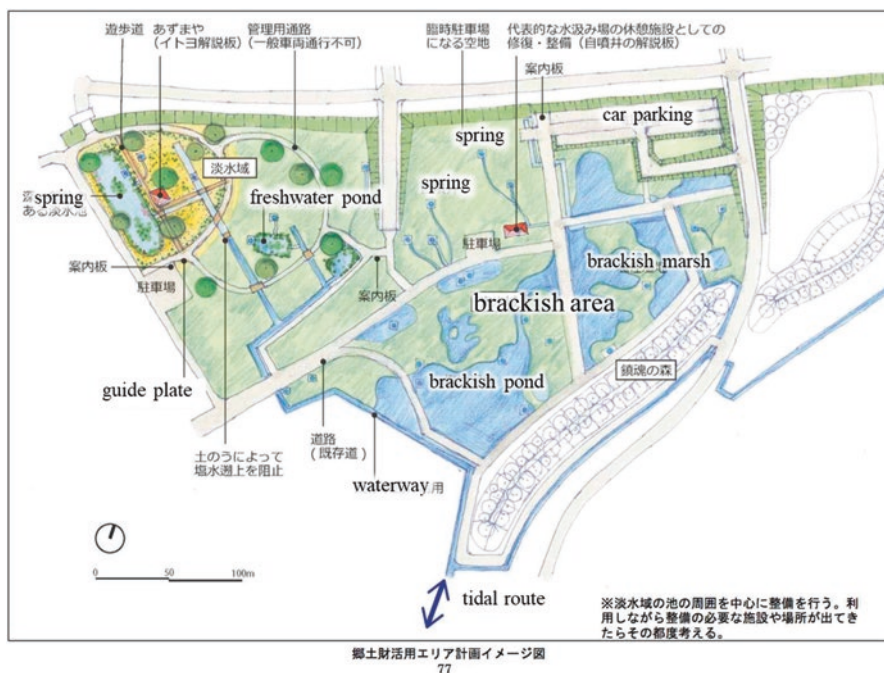 遊歩道
あずまや
(イトヨ解説板)
管理用通路
(一般車両通行不可)
臨時駐車場
になる空地
代表的な水汲み場の休憩施設としての
修復・整備（自噴井の解説板）
案内板
car parking
spring
淡水域
spring
spring
freshwater pond
ある淡水池
駐車場
brackish marsh
案内板
駐車場
案内板
brackish area
鎮魂の森
brackish pond
guide plate
道路
(既存道)
土のうによって
塩水遡上を阻止
waterway
用
0 50 100m
tidal route
※淡水域の池の周囲を中心に整備を行う。利
用しながら整備の必要な施設や場所が出てき
たらその都度考える。
郷土財活用エリア計画イメージ図
77